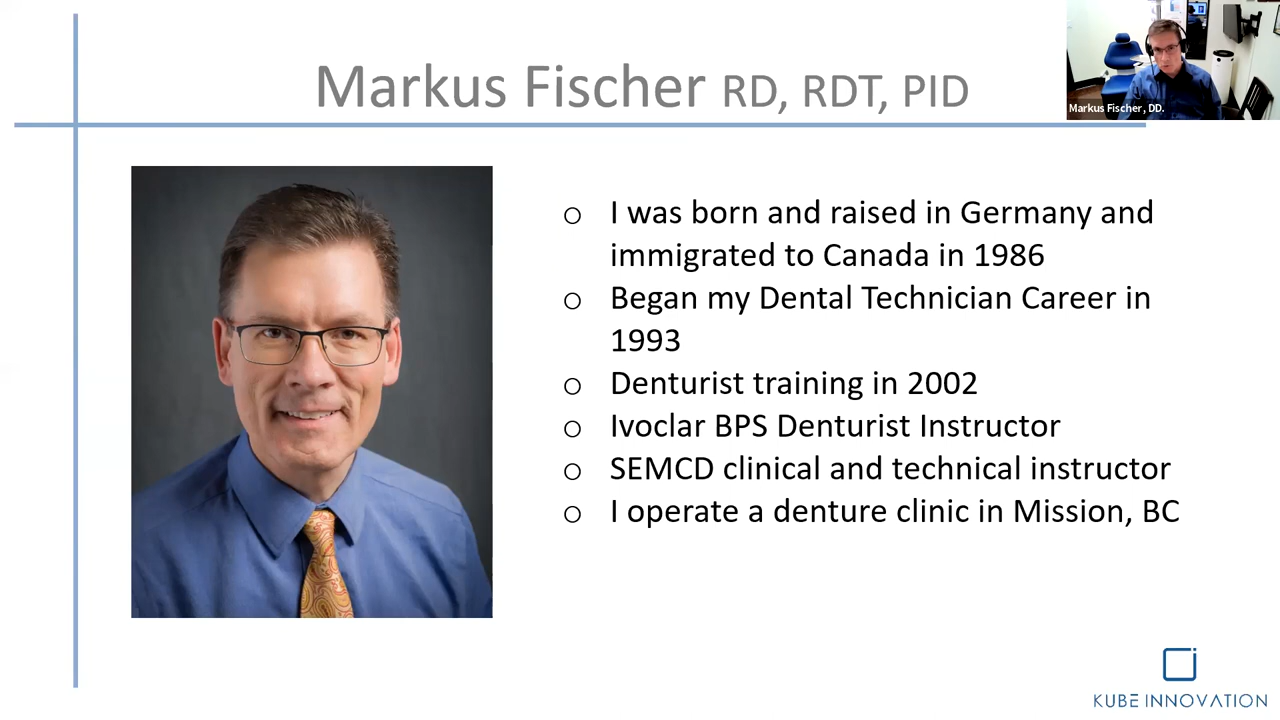 Markus Fischer RD, RDT, PID
Markus Fischer, DD.
o I was born and raised in Germany and
immigrated to Canada in 1986
o Began my Dental Technician Career in
1993
o Denturist training in 2002
o Ivoclar BPS Denturist Instructor
o SEMCD clinical and technical instructor
o I operate a denture clinic in Mission, BC
KUBE INNOVATION